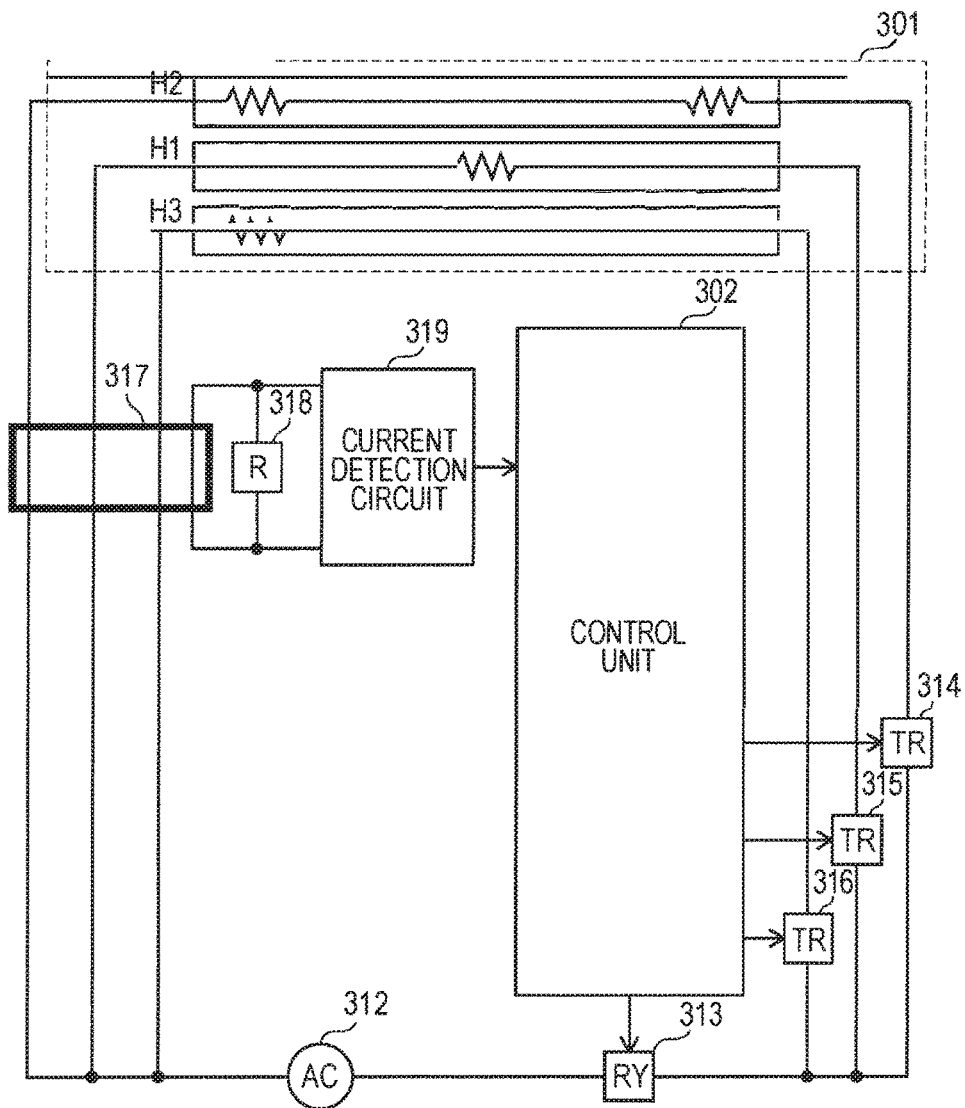 301
H2
H1
H3
302
319
317
318
R
CURRENT
DETECTION
CIRCUIT
CONTROL
UNIT
314
TR
315
TR
316
TR
312
AC
313
RY